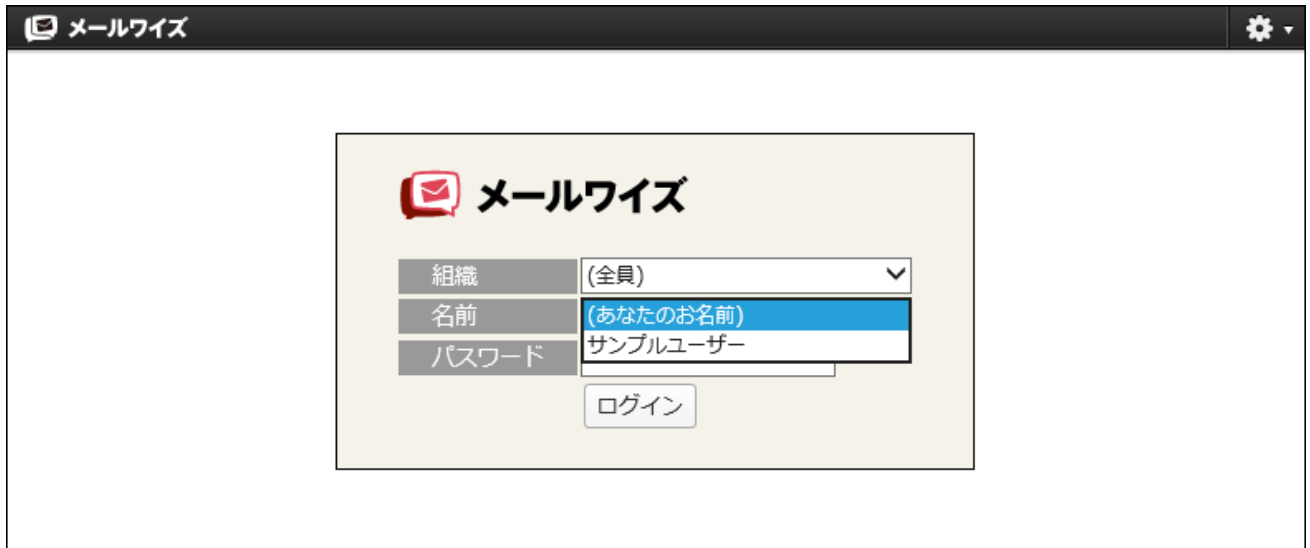 メールワイズ
メールワイズ
組織 (全員)
名前 (あなたのお名前)
サンプルユーザー
パスワード
ログイン